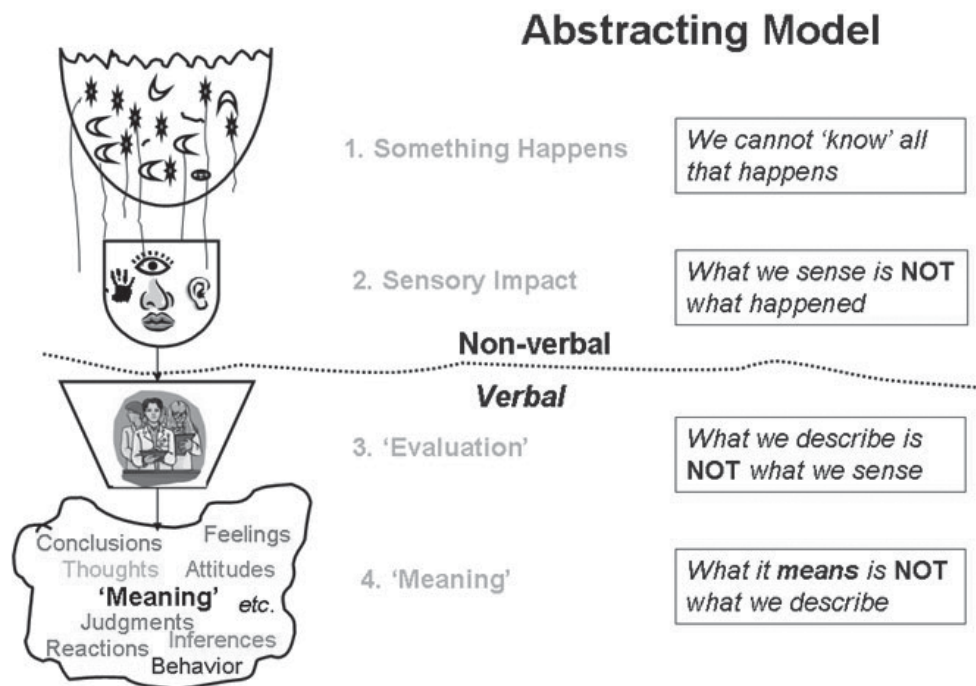 Abstracting Model
1. Something Happens
We cannot ‘know’ all
that happens
2. Sensory Impact
What we sense is NOT
what happened
Non-verbal
Verbal
3. ‘Evaluation’
What we describe is
NOT what we sense
Conclusions
Feelings
Thoughts
Attitudes
‘Meaning’
etc.
Judgments
Inferences
Reactions
Behavior
4. ‘Meaning’
What it means is NOT
what we describe